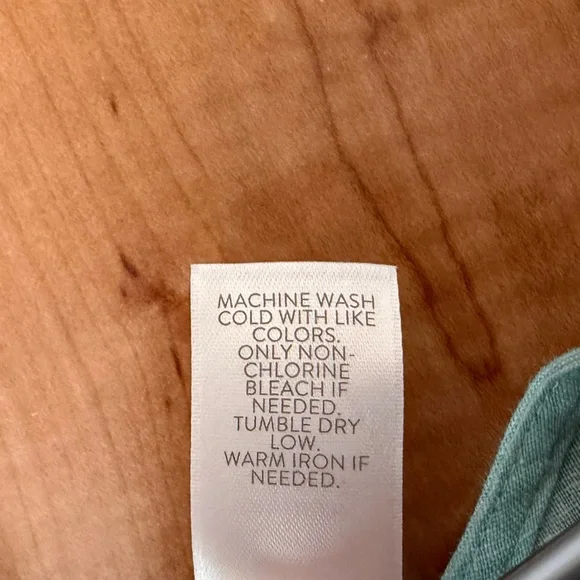 MACHINE WASH
COLD WITH LIKE
COLORS.
ONLY NON-
CHLORINE
BLEACH IF
NEEDED.
TUMBLE DRY
LOW.
WARM IRON IF
NEEDED.